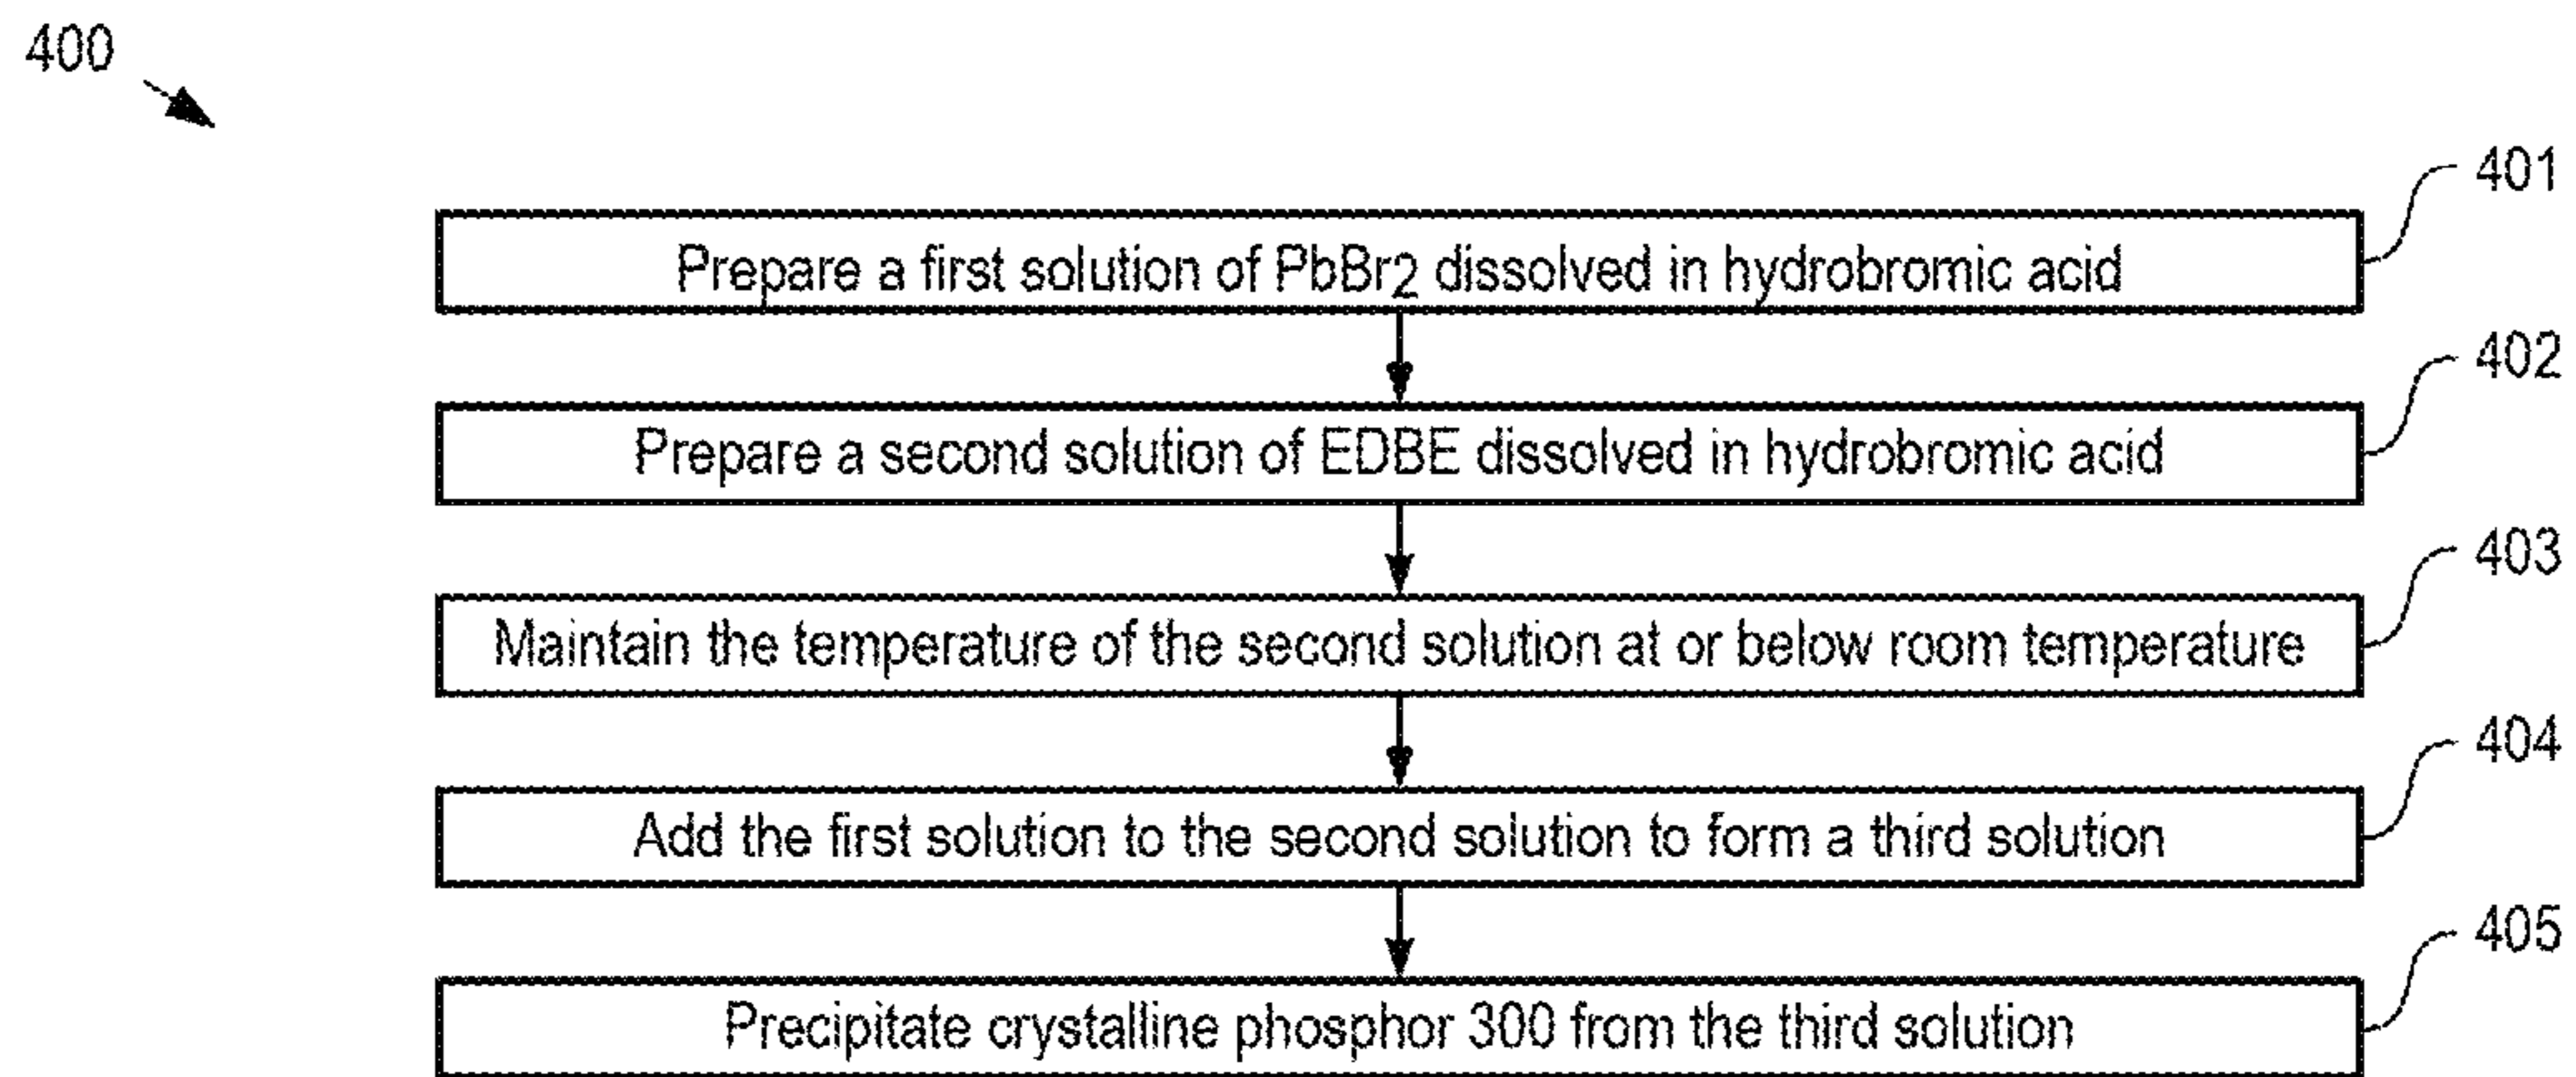 400
401
Prepare a first solution of PbBr2 dissolved in hydrobromic acid
402
Prepare a second solution of EDBE dissolved in hydrobromic acid
403
Maintain the temperature of the second solution at or below room temperature
404
Add the first solution to the second solution to form a third solution
405
Precipitate crystalline phosphor 300 from the third solution